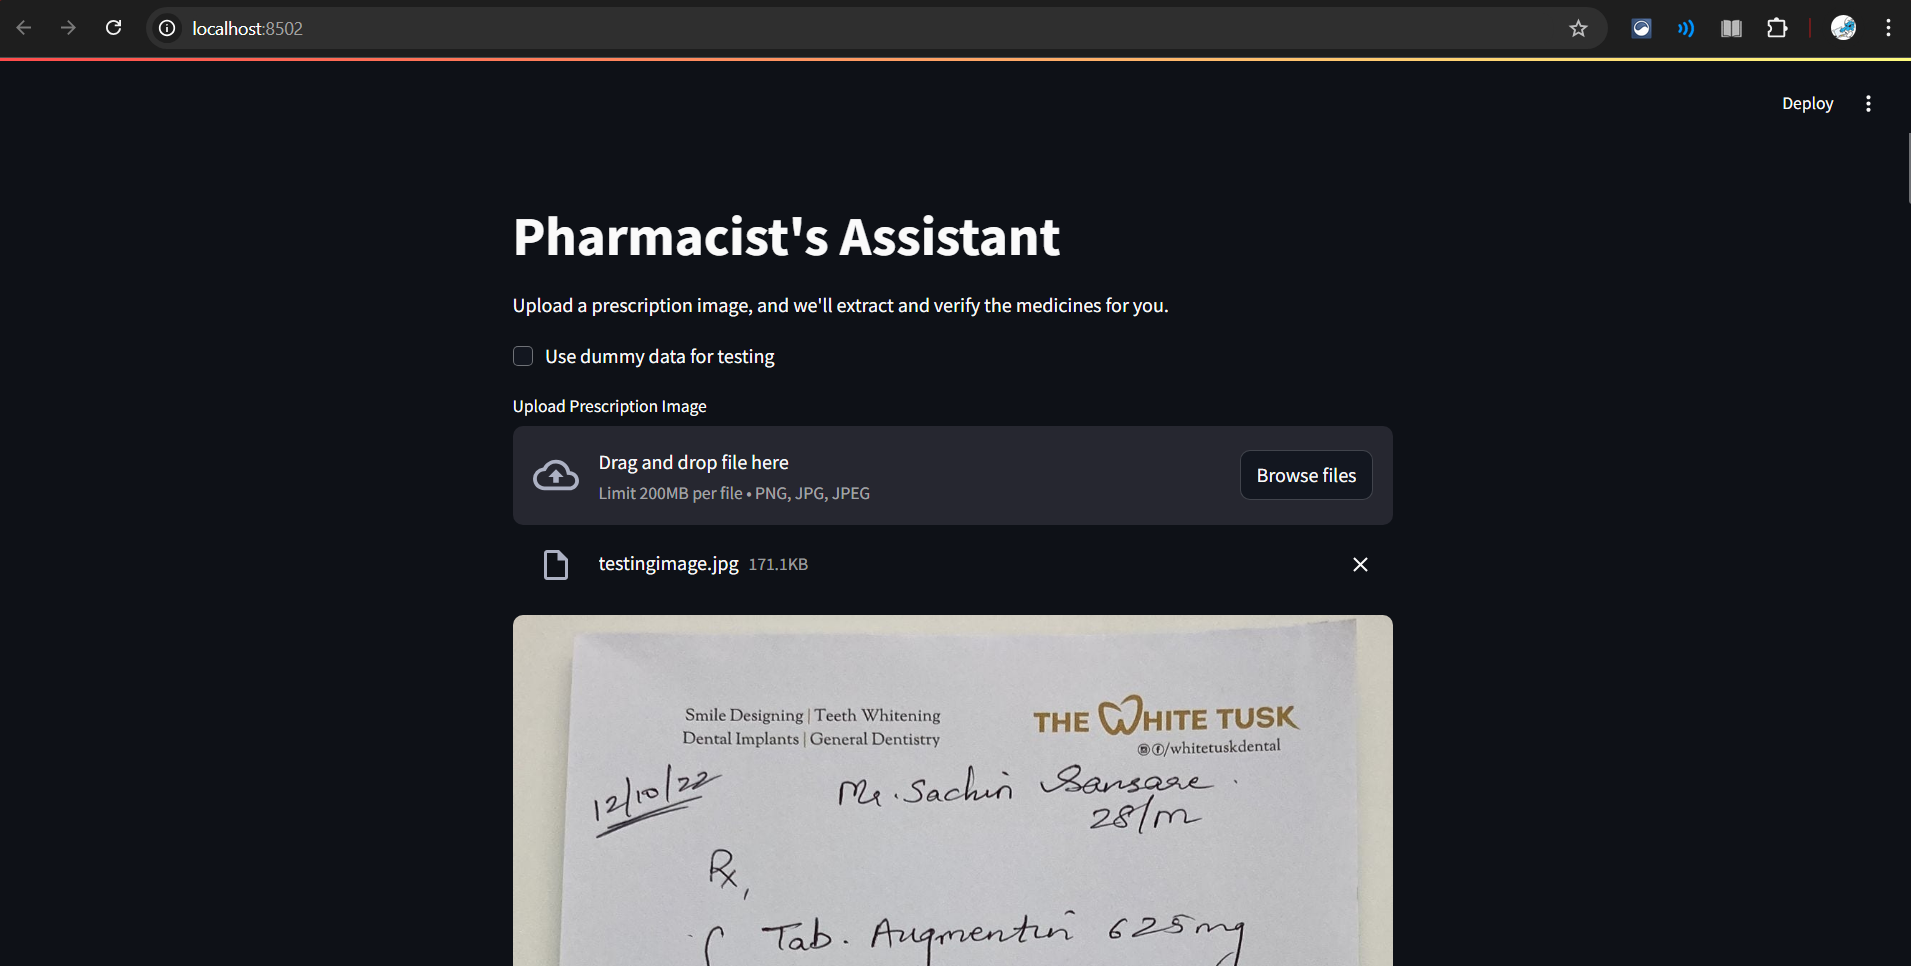 localhost:8502
Deploy
Pharmacist's Assistant
Upload a prescription image, and we'll extract and verify the medicines for you.
Use dummy data for testing
Upload Prescription Image
Drag and drop file here
Limit 200MB per file • PNG, JPG, JPEG
Browse files
testingimage.jpg 171.1KB
Smile Designing | Teeth Whitening
Dental Implants | General Dentistry
THE WHITE TUSK
/whitetuskdental
12/10/22
Mr. Sachin Sansare.
28/M
Rx,
Tab. Augmentin 625mg